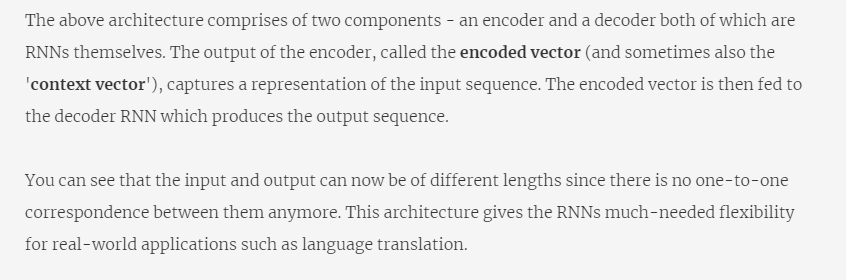 The above architecture comprises of two components - an encoder and a decoder both of which are
RNNs themselves. The output of the encoder, called the encoded vector (and sometimes also the
'context vector'), captures a representation of the input sequence. The encoded vector is then fed to
the decoder RNN which produces the output sequence.
You can see that the input and output can now be of different lengths since there is no one-to-one
correspondence between them anymore. This architecture gives the RNNs much-needed flexibility
for real-world applications such as language translation.